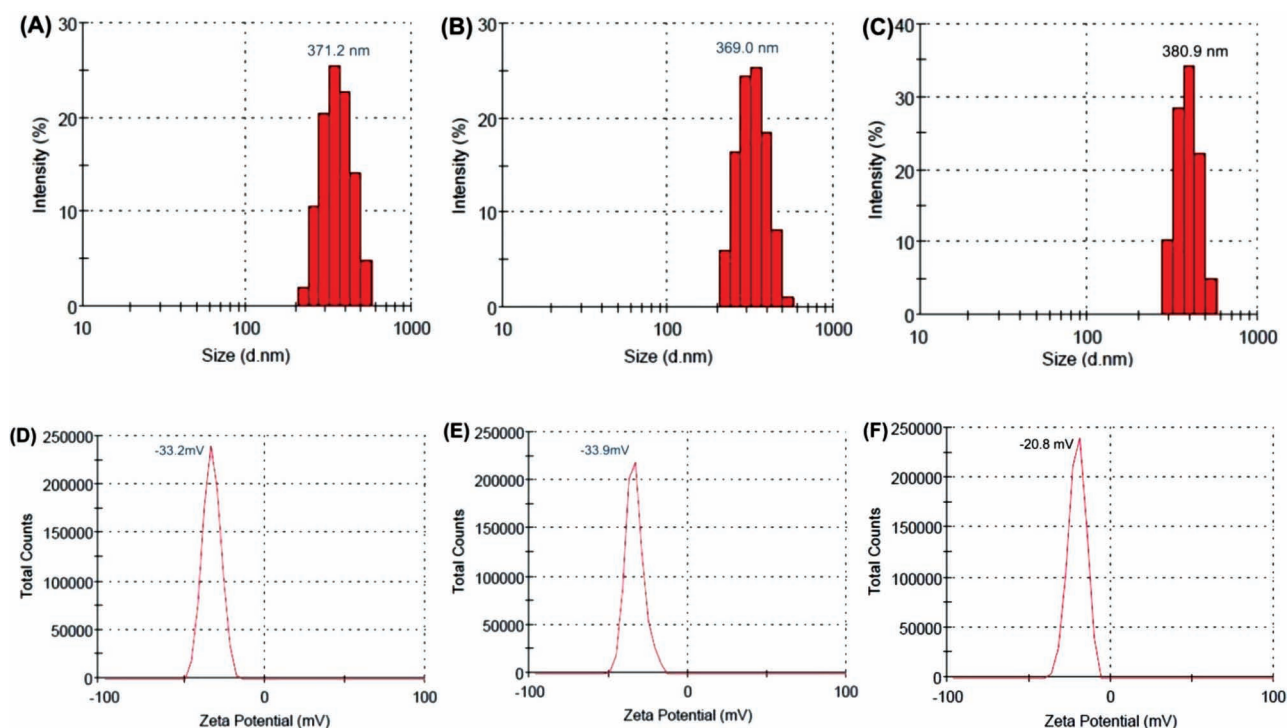 (A)
371.2 nm
Intensity (%)
30
20
10
0
10
100
1000
Size (d.nm)
(B)
369.0 nm
Intensity (%)
30
20
10
0
10
100
1000
Size (d.nm)
(C)
380.9 nm
Intensity (%)
40
30
20
10
0
10
100
1000
Size (d.nm)
(D)
-33.2mV
Total Counts
250000
200000
150000
100000
50000
0
-100
0
100
Zeta Potential (mV)
(E)
-33.9mV
Total Counts
250000
200000
150000
100000
50000
0
-100
0
100
Zeta Potential (mV)
(F)
-20.8 mV
Total Counts
250000
200000
150000
100000
50000
0
-100
0
100
Zeta Potential (mV)